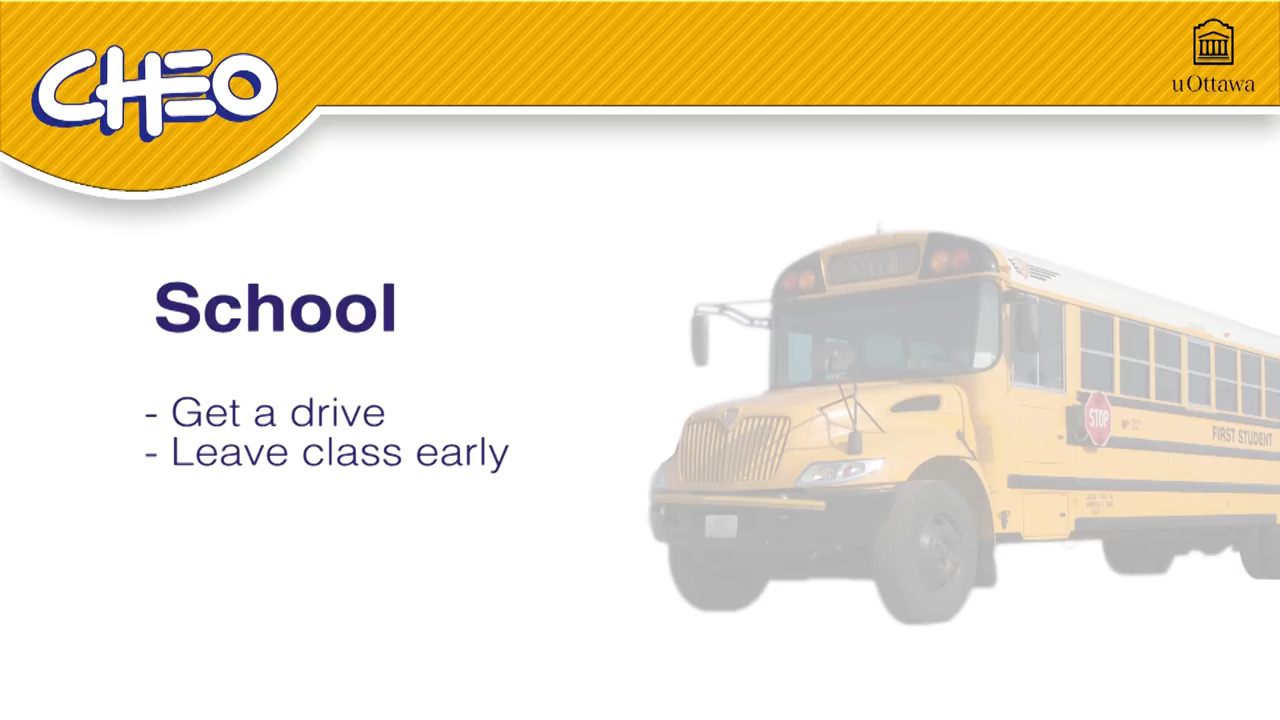 CHEO
uOttawa
School
- Get a drive
- Leave class early
STOP
FIRST STUDENT